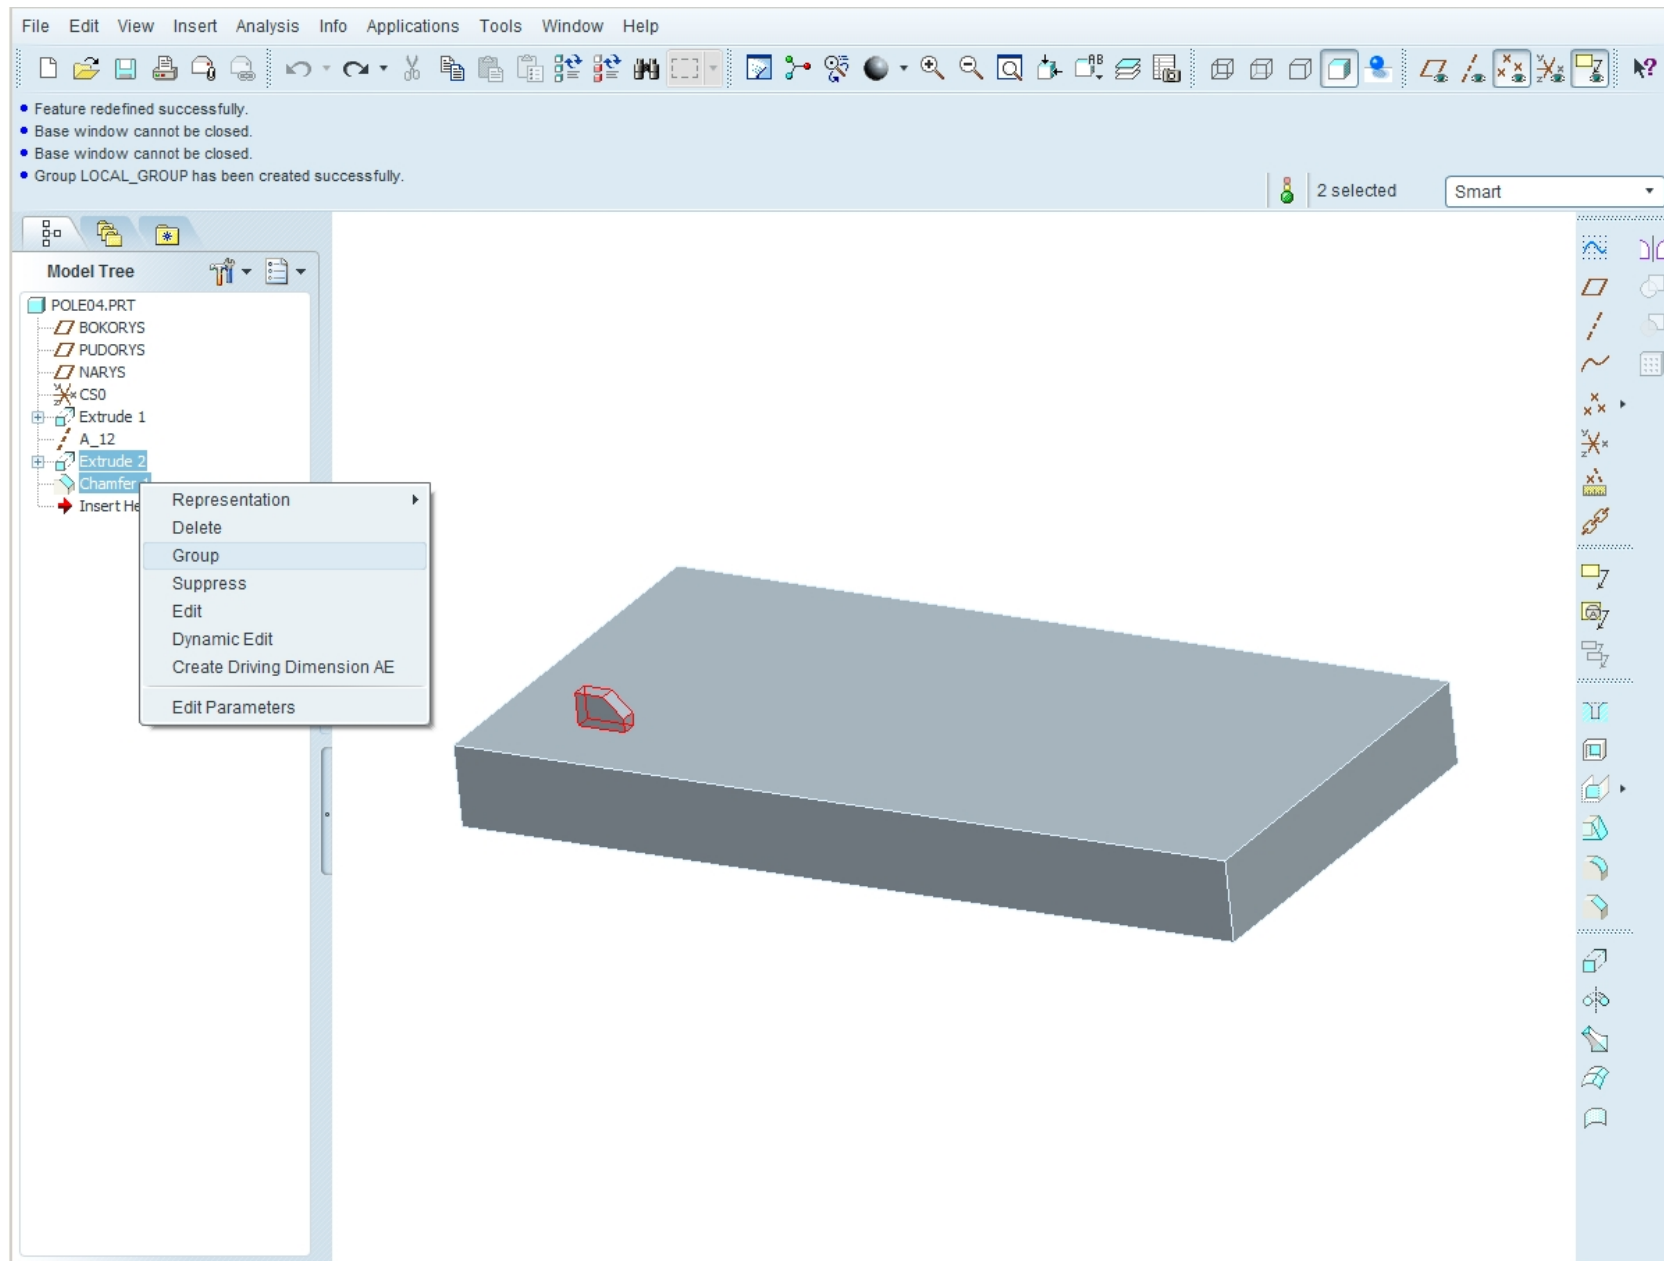 File Edit View Insert Analysis Info Applications Tools Window Help
Feature redefined successfully.
Base window cannot be closed.
Base window cannot be closed.
Group LOCAL_GROUP has been created successfully.
2 selected
Smart
Model Tree
POLE04.PRT
BOKORYS
PUDORYS
NARYS
CS0
Extrude 1
A_12
Extrude 2
Chamfer
Insert He
Representation
Delete
Group
Suppress
Edit
Dynamic Edit
Create Driving Dimension AE
Edit Parameters